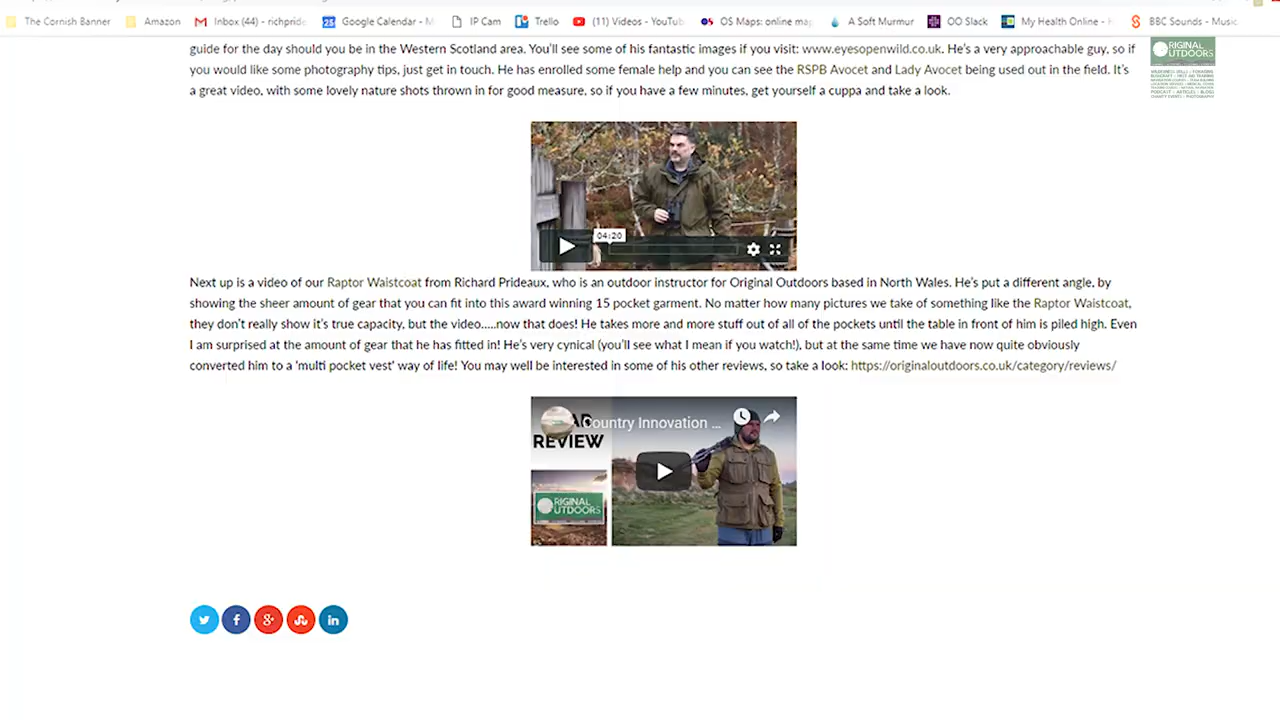 The Cornish Banner Amazon Inbox (44) - richpride Google Calendar - M IP Cam Trello (11) Videos - YouTub OS Maps: online map A Soft Murmur OO Slack My Health Online - H BBC Sounds - Music
guide for the day should you be in the Western Scotland area. You'll see some of his fantastic images if you visit: www.eyesopenwild.co.uk. He's a very approachable guy, so if
you would like some photography tips, just get in touch. He has enrolled some female help and you can see the RSPB Avocet and Lady Avocet being used out in the field. It's
a great video, with some lovely nature shots thrown in for good measure, so if you have a few minutes, get yourself a cuppa and take a look.
RIGINAL
UTDOORS
04:20
Next up is a video of our Raptor Waistcoat from Richard Prideaux, who is an outdoor instructor for Original Outdoors based in North Wales. He's put a different angle, by
showing the sheer amount of gear that you can fit into this award winning 15 pocket garment. No matter how many pictures we take of something like the Raptor Waistcoat,
they don't really show it's true capacity, but the video.....now that does! He takes more and more stuff out of all of the pockets until the table in front of him is piled high. Even
I am surprised at the amount of gear that he has fitted in! He's very cynical (you'll see what I mean if you watch!), but at the same time we have now quite obviously
converted him to a 'multi pocket vest' way of life! You may well be interested in some of his other reviews, so take a look: https://originaloutdoors.co.uk/category/reviews/
Country Innovation ...
REVIEW
RIGINAL
UTDOORS